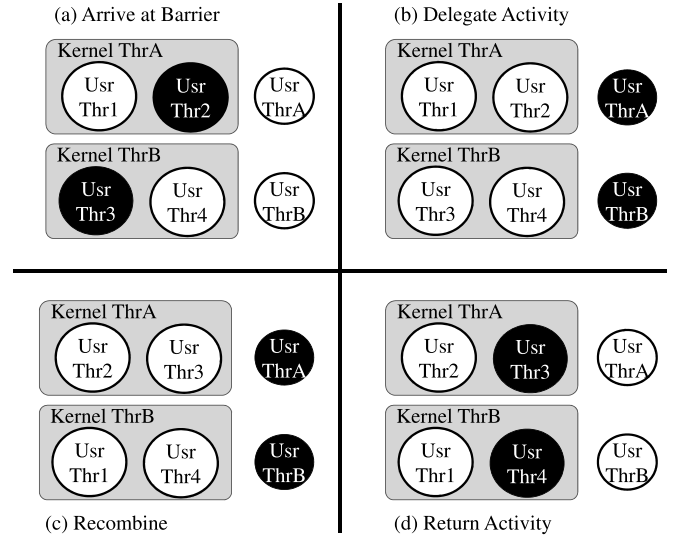 (a) Arrive at Barrier
Kernel ThrA
Usr
Thr1
Usr
Thr2
Usr
ThrA
Kernel ThrB
Usr
Thr3
Usr
Thr4
Usr
ThrB
(b) Delegate Activity
Kernel ThrA
Usr
Thr1
Usr
Thr2
Usr
ThrA
Kernel ThrB
Usr
Thr3
Usr
Thr4
Usr
ThrB
Kernel ThrA
Usr
Thr2
Usr
Thr3
Usr
ThrA
Kernel ThrB
Usr
Thr1
Usr
Thr4
Usr
ThrB
(c) Recombine
Kernel ThrA
Usr
Thr2
Usr
Thr3
Usr
ThrA
Kernel ThrB
Usr
Thr1
Usr
Thr4
Usr
ThrB
(d) Return Activity